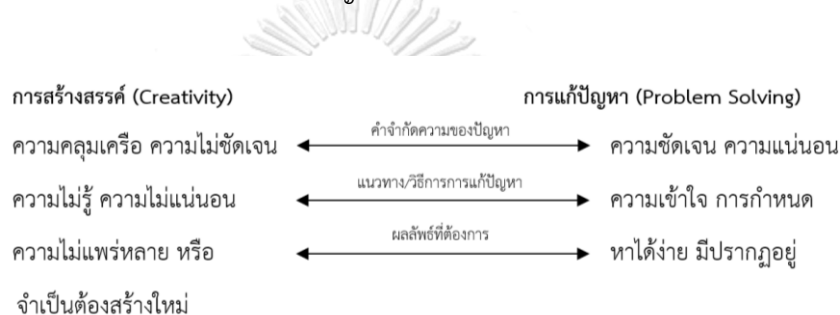 การสร้างสรรค์ (Creativity) การแก้ปัญหา (Problem Solving)
ความคลุมเครือ ความไม่ชัดเจน คำจำกัดความของปัญหา ความชัดเจน ความแน่นอน
ความไม่รู้ ความไม่แน่นอน แนวทาง/วิธีการการแก้ปัญหา ความเข้าใจ การกำหนด
ความไม่แพร่หลาย หรือ ผลลัพธ์ที่ต้องการ หาได้ง่าย มีปรากฏอยู่
จำเป็นต้องสร้างใหม่